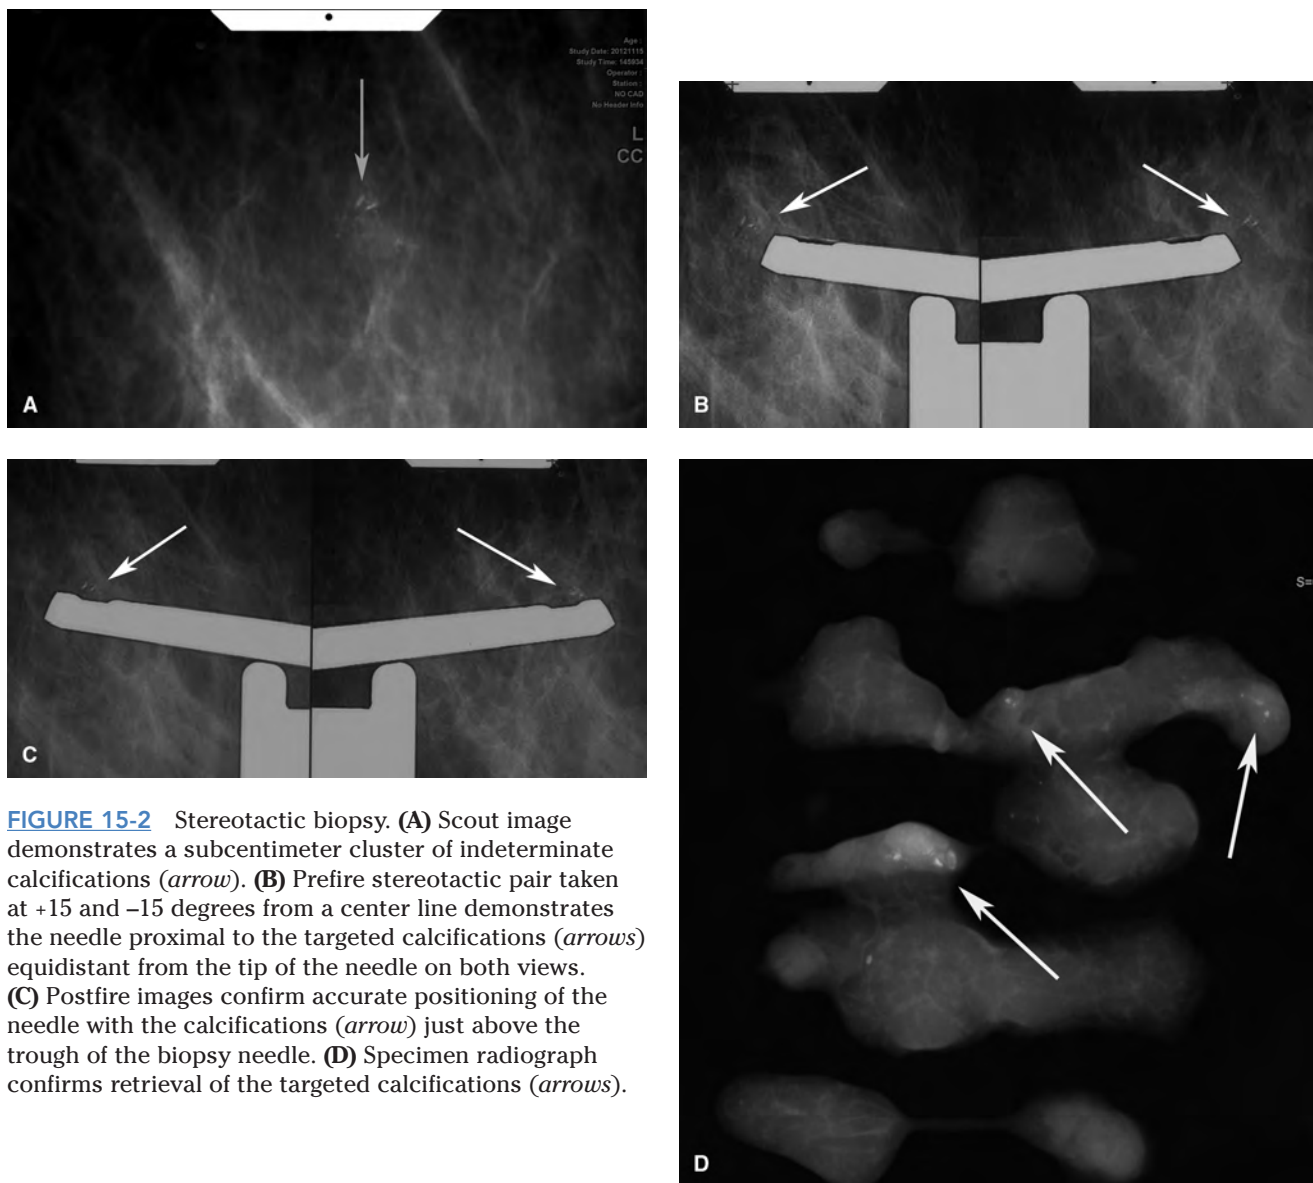 Age :
Study Date: 20121115
Study Time: 145934
Operator :
Station :
NO CAD
No Header Info
L
CC
A
B
C
S=
D
FIGURE 15-2 Stereotactic biopsy. (A) Scout image
demonstrates a subcentimeter cluster of indeterminate
calcifications (arrow). (B) Prefire stereotactic pair taken
at +15 and –15 degrees from a center line demonstrates
the needle proximal to the targeted calcifications (arrows)
equidistant from the tip of the needle on both views.
(C) Postfire images confirm accurate positioning of the
needle with the calcifications (arrow) just above the
trough of the biopsy needle. (D) Specimen radiograph
confirms retrieval of the targeted calcifications (arrows).